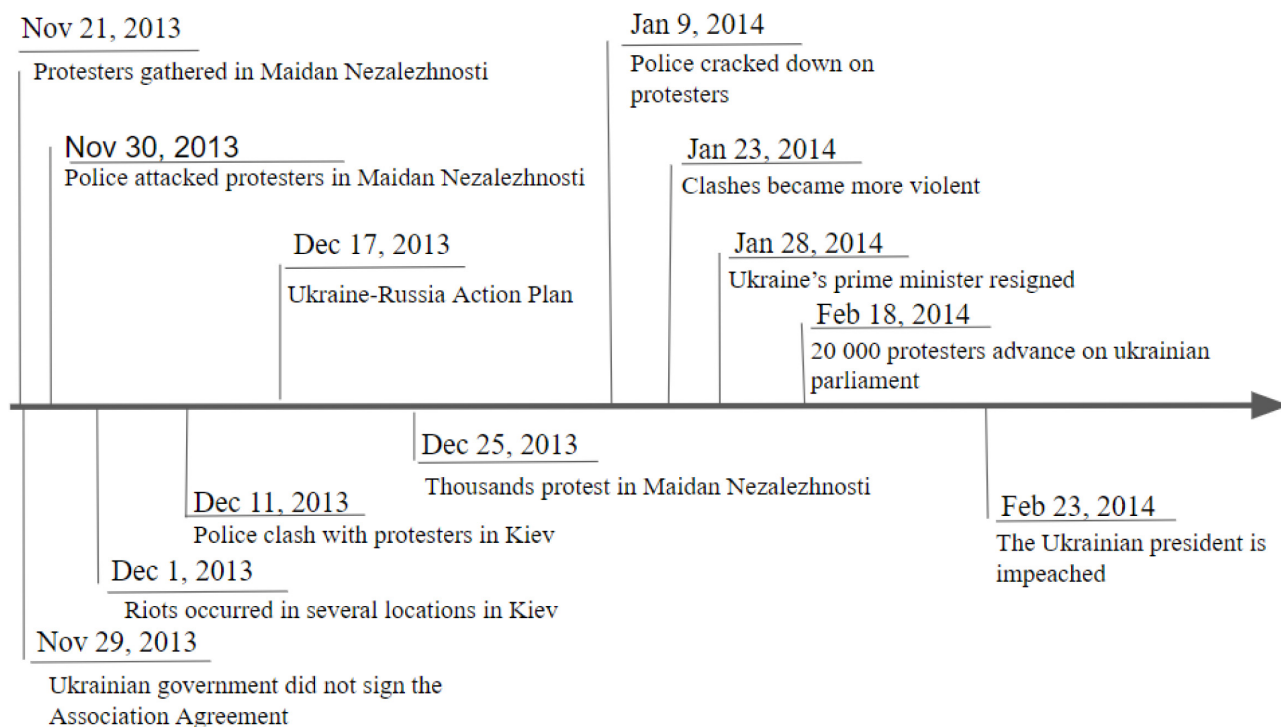 Nov 21, 2013
Protesters gathered in Maidan Nezalezhnosti
Nov 30, 2013
Police attacked protesters in Maidan Nezalezhnosti
Dec 17, 2013
Ukraine-Russia Action Plan
Jan 9, 2014
Police cracked down on
protesters
Jan 23, 2014
Clashes became more violent
Jan 28, 2014
Ukraine’s prime minister resigned
Feb 18, 2014
20 000 protesters advance on ukrainian
parliament
Dec 25, 2013
Thousands protest in Maidan Nezalezhnosti
Dec 11, 2013
Police clash with protesters in Kiev
Dec 1, 2013
Riots occurred in several locations in Kiev
Nov 29, 2013
Ukrainian government did not sign the
Association Agreement
Feb 23, 2014
The Ukrainian president is
impeached